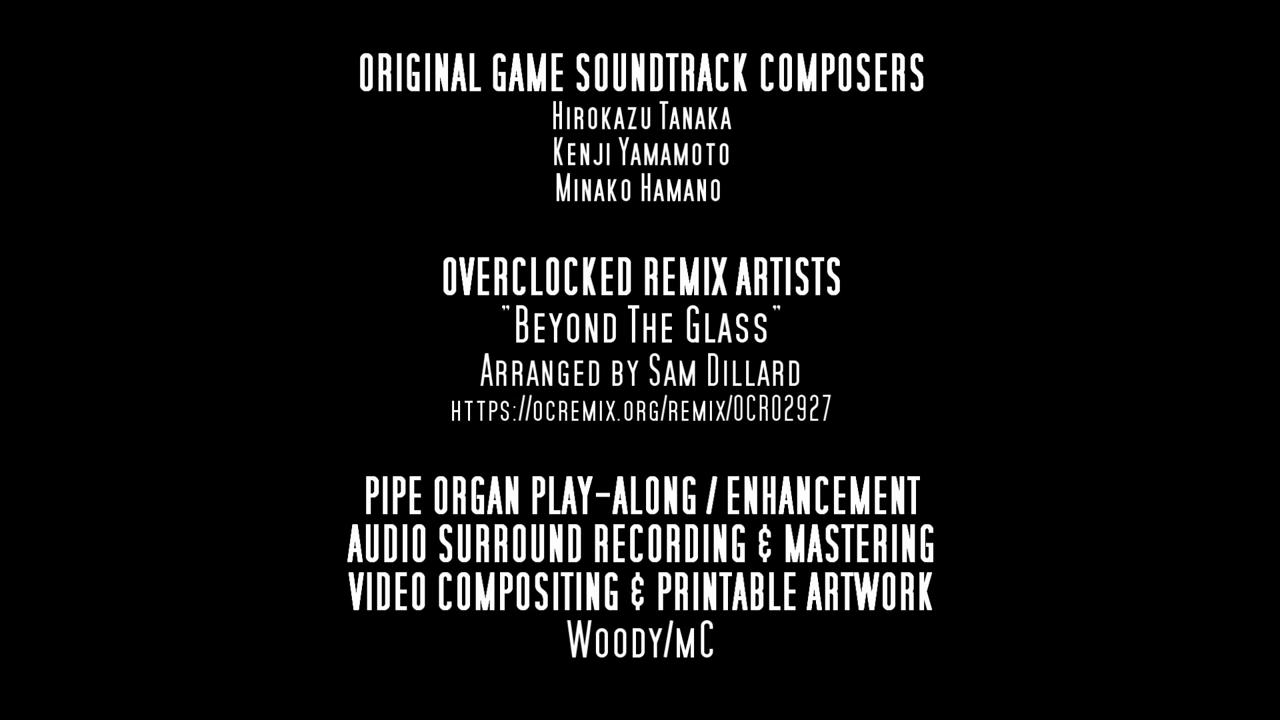 ORIGINAL GAME SOUNDTRACK COMPOSERS
HIROKAZU TANAKA
KENJI YAMAMOTO
MINAKO HAMANO
OVERCLOCKED REMIX ARTISTS
"BEYOND THE GLASS"
ARRANGED BY SAM DILLARD
HTTPS://OCREMIX.ORG/REMIX/OCR02927
PIPE ORGAN PLAY-ALONG / ENHANCEMENT
AUDIO SURROUND RECORDING & MASTERING
VIDEO COMPOSITING & PRINTABLE ARTWORK
WOODY/MC